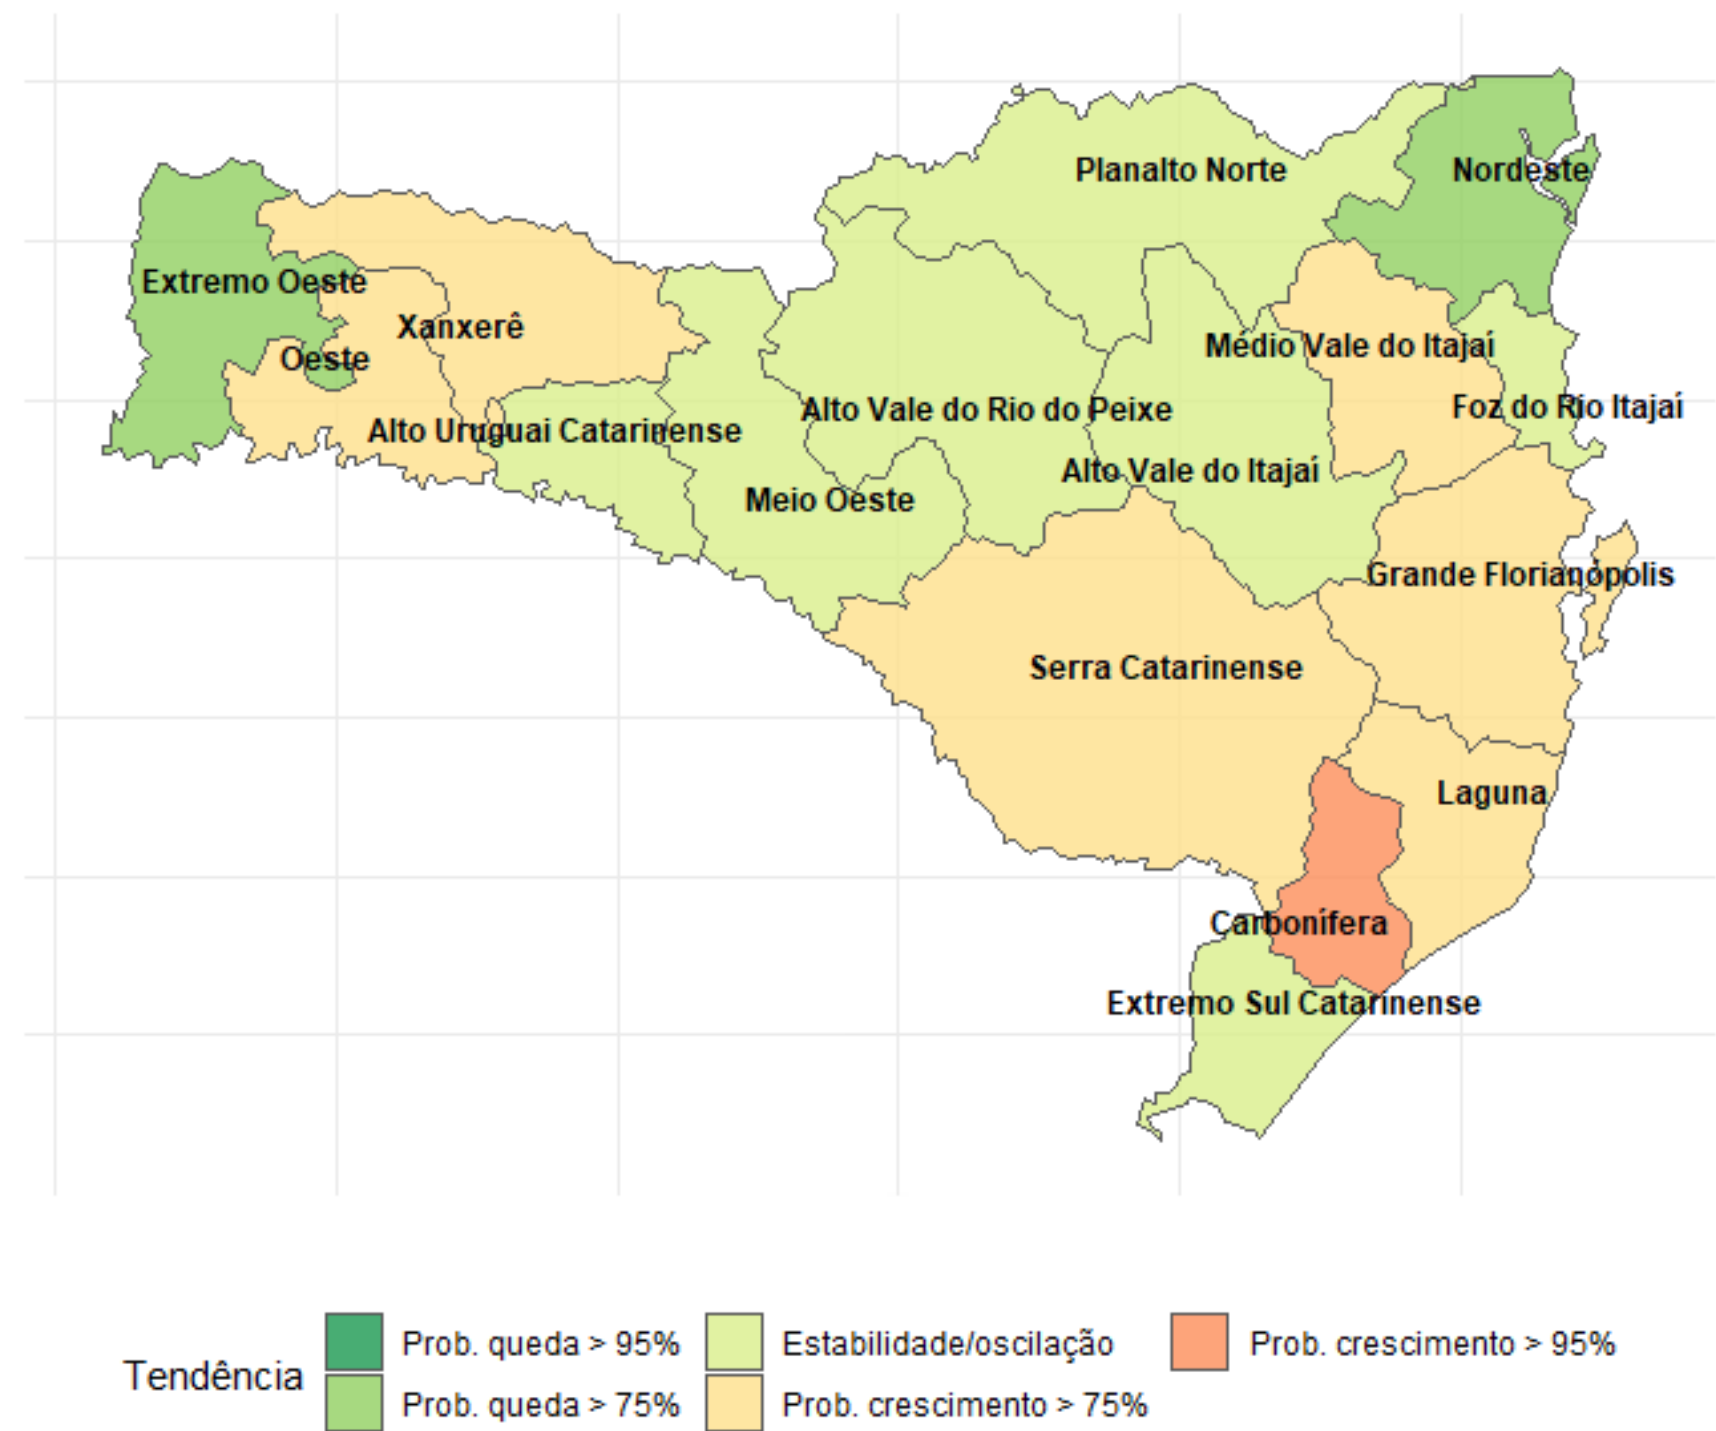 Planalto Norte
Nordeste
Extremo Oeste
Xanxerê
Oeste
Médio Vale do Itajaí
Alto Vale do Rio do Peixe
Foz do Rio Itajaí
Alto Uruguai Catarinense
Alto Vale do Itajaí
Meio Oeste
Grande Florianópolis
Serra Catarinense
Laguna
Carbonífera
Extremo Sul Catarinense
Tendência
Prob. queda > 95%
Prob. queda > 75%
Estabilidade/oscilação
Prob. crescimento > 75%
Prob. crescimento > 95%